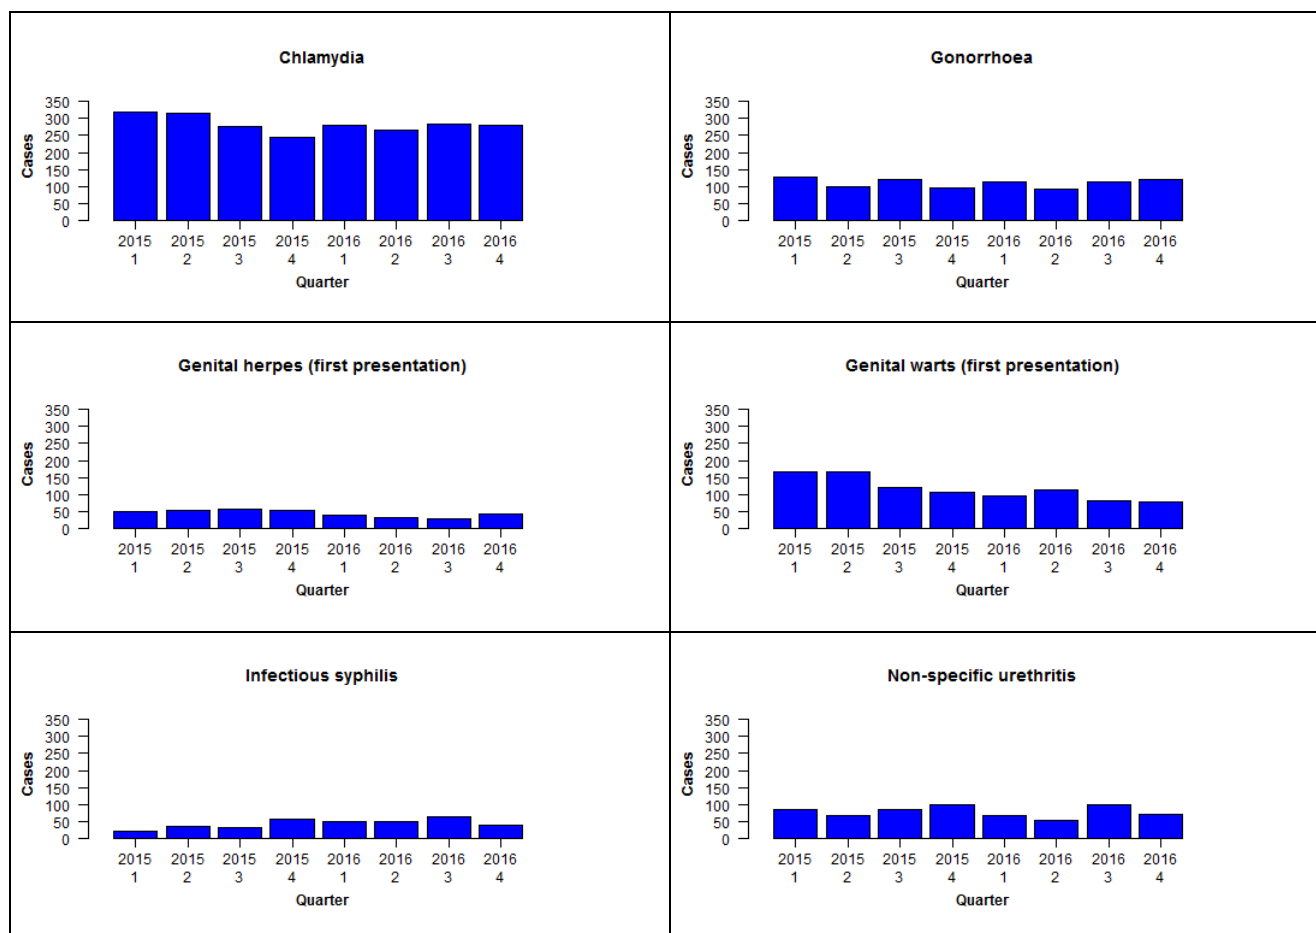 Chlamydia
350
300
250
200
150
100
50
0
Cases
2015 2015 2015 2015 2016 2016 2016 2016
1 2 3 4 1 2 3 4
Quarter
Gonorrhoea
350
300
250
200
150
100
50
0
Cases
2015 2015 2015 2015 2016 2016 2016 2016
1 2 3 4 1 2 3 4
Quarter
Genital herpes (first presentation)
350
300
250
200
150
100
50
0
Cases
2015 2015 2015 2015 2016 2016 2016 2016
1 2 3 4 1 2 3 4
Quarter
Genital warts (first presentation)
350
300
250
200
150
100
50
0
Cases
2015 2015 2015 2015 2016 2016 2016 2016
1 2 3 4 1 2 3 4
Quarter
Infectious syphilis
350
300
250
200
150
100
50
0
Cases
2015 2015 2015 2015 2016 2016 2016 2016
1 2 3 4 1 2 3 4
Quarter
Non-specific urethritis
350
300
250
200
150
100
50
0
Cases
2015 2015 2015 2015 2016 2016 2016 2016
1 2 3 4 1 2 3 4
Quarter